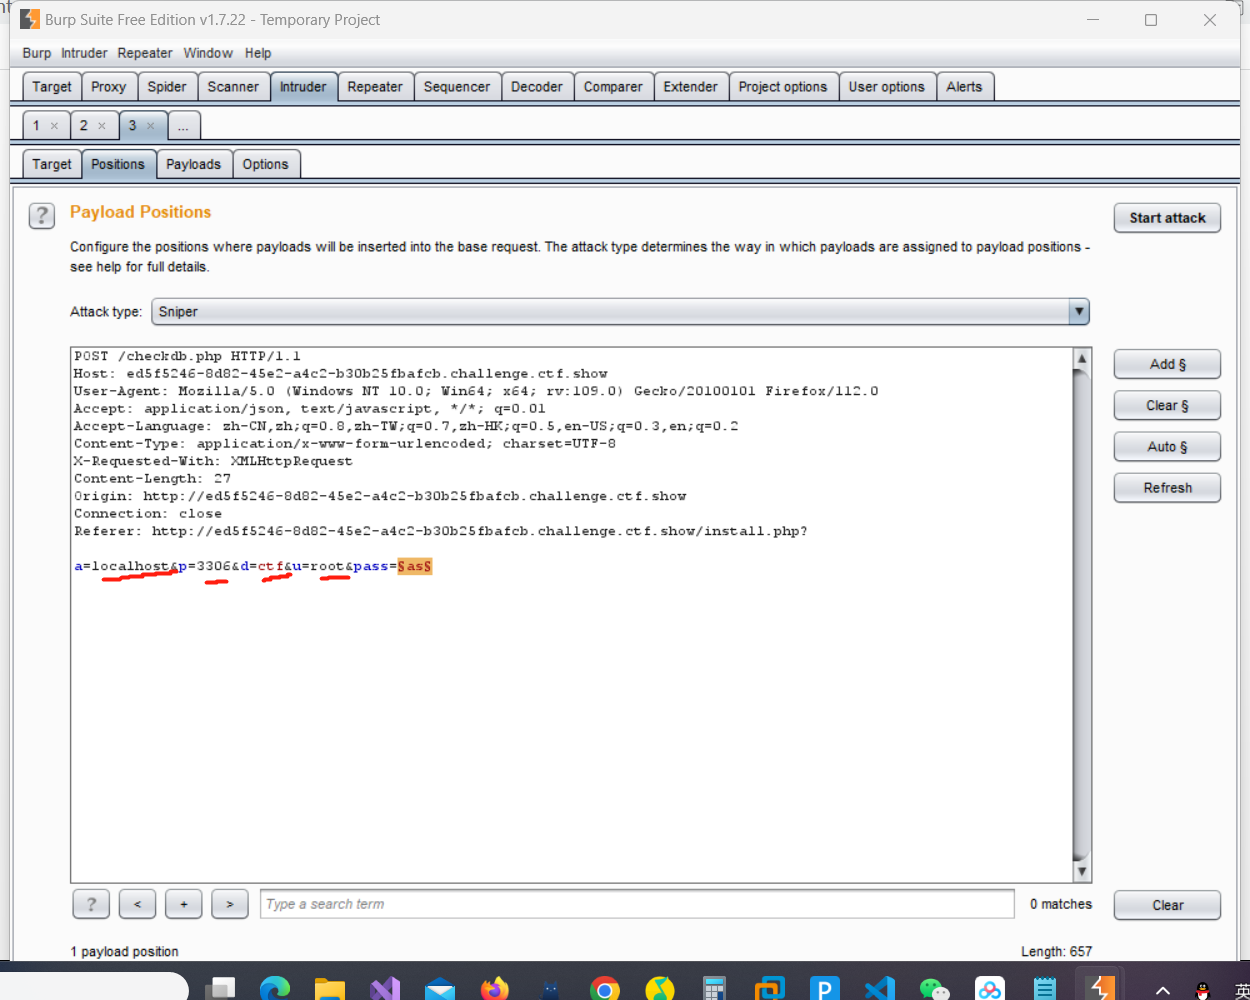 Burp Suite Free Edition v1.7.22 - Temporary Project
Burp Intruder Repeater Window Help
Target Proxy Spider Scanner Intruder Repeater Sequencer Decoder Comparer Extender Project options User options Alerts
1 × 2 × 3 × ...
Target Positions Payloads Options
? Payload Positions
Start attack
Configure the positions where payloads will be inserted into the base request. The attack type determines the way in which payloads are assigned to payload positions -
see help for full details.
Attack type: Sniper
POST /checkdb.php HTTP/1.1
Host: ed5f5246-8d82-45e2-a4c2-b30b25fbafcb.challenge.ctf.show
User-Agent: Mozilla/5.0 (Windows NT 10.0; Win64; x64; rv:109.0) Gecko/20100101 Firefox/112.0
Accept: application/json, text/javascript, */*; q=0.01
Accept-Language: zh-CN,zh;q=0.8,zh-TW;q=0.7,zh-HK;q=0.5,en-US;q=0.3,en;q=0.2
Content-Type: application/x-www-form-urlencoded; charset=UTF-8
X-Requested-With: XMLHttpRequest
Content-Length: 27
Origin: http://ed5f5246-8d82-45e2-a4c2-b30b25fbafcb.challenge.ctf.show
Connection: close
Referer: http://ed5f5246-8d82-45e2-a4c2-b30b25fbafcb.challenge.ctf.show/install.php?
a=localhost&p=3306&d=ctf&u=root&pass=§as§
Add §
Clear §
Auto §
Refresh
? < + > Type a search term 0 matches Clear
1 payload position Length: 657
英